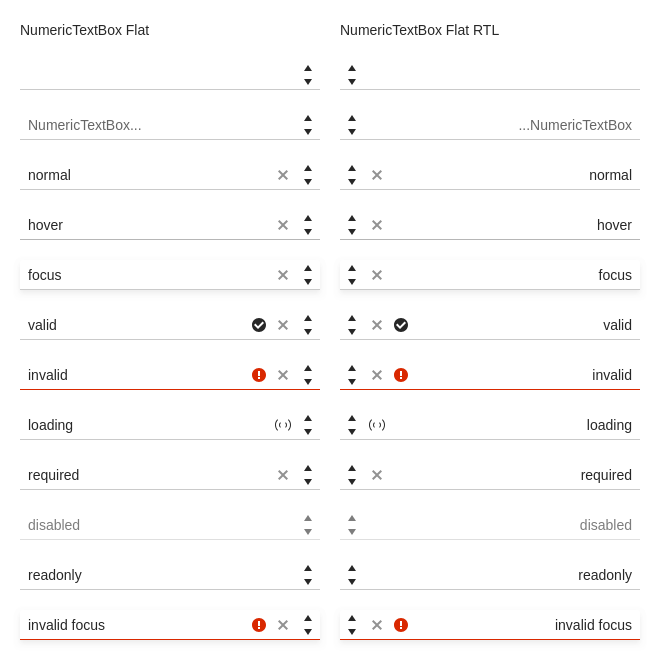 NumericTextBox Flat
NumericTextBox...
normal
hover
focus
valid
invalid
loading
required
disabled
readonly
invalid focus
NumericTextBox Flat RTL
...NumericTextBox
normal
hover
focus
valid
invalid
loading
required
disabled
readonly
invalid focus